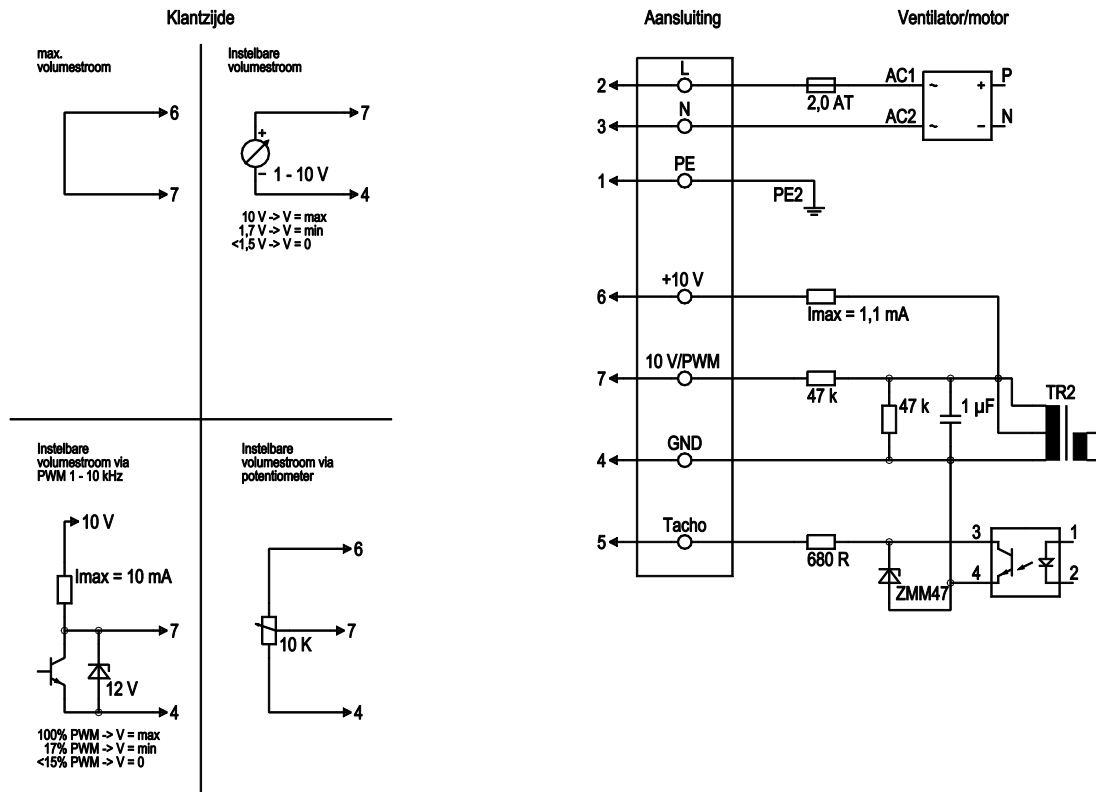 Klantzijde
Aansluiting
Ventilator/motor
max.
volumestroom
6
7
Instelbare
volumestroom
7
+
− 1 - 10 V
4
10 V -> V = max
1,7 V -> V = min
<1,5 V -> V = 0
Instelbare
volumestroom via
PWM 1 - 10 kHz
10 V
Imax = 10 mA
7
12 V
4
100% PWM -> V = max
17% PWM -> V = min
<15% PWM -> V = 0
Instelbare
volumestroom via
potentiometer
6
7
10 K
4
2
L
2,0 AT
AC1
~
+
P
3
N
AC2
~
−
N
1
PE
PE2
6
+10 V
Imax = 1,1 mA
7
10 V/PWM
47 k
47 k
1 µF
TR2
4
GND
5
Tacho
680 R
ZMM47
3
4
1
2